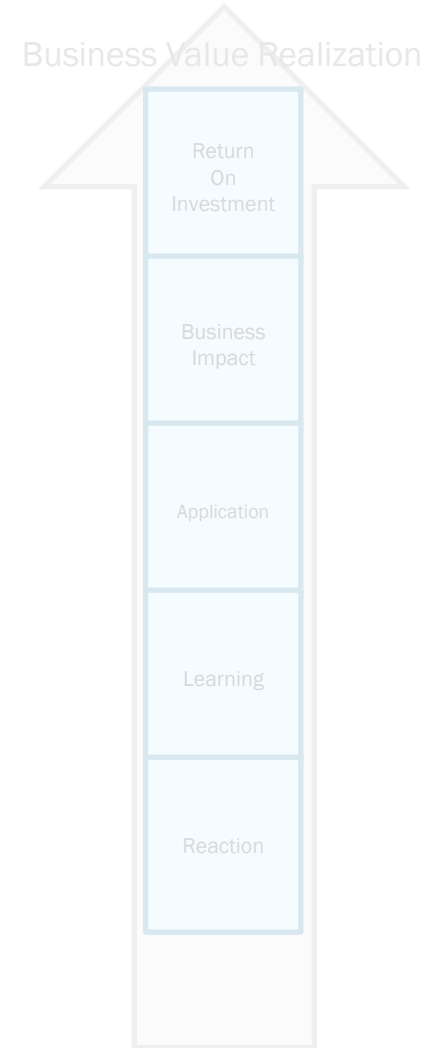 Business Value Realization
Return
On
Investment
Business
Impact
Application
Learning
Reaction